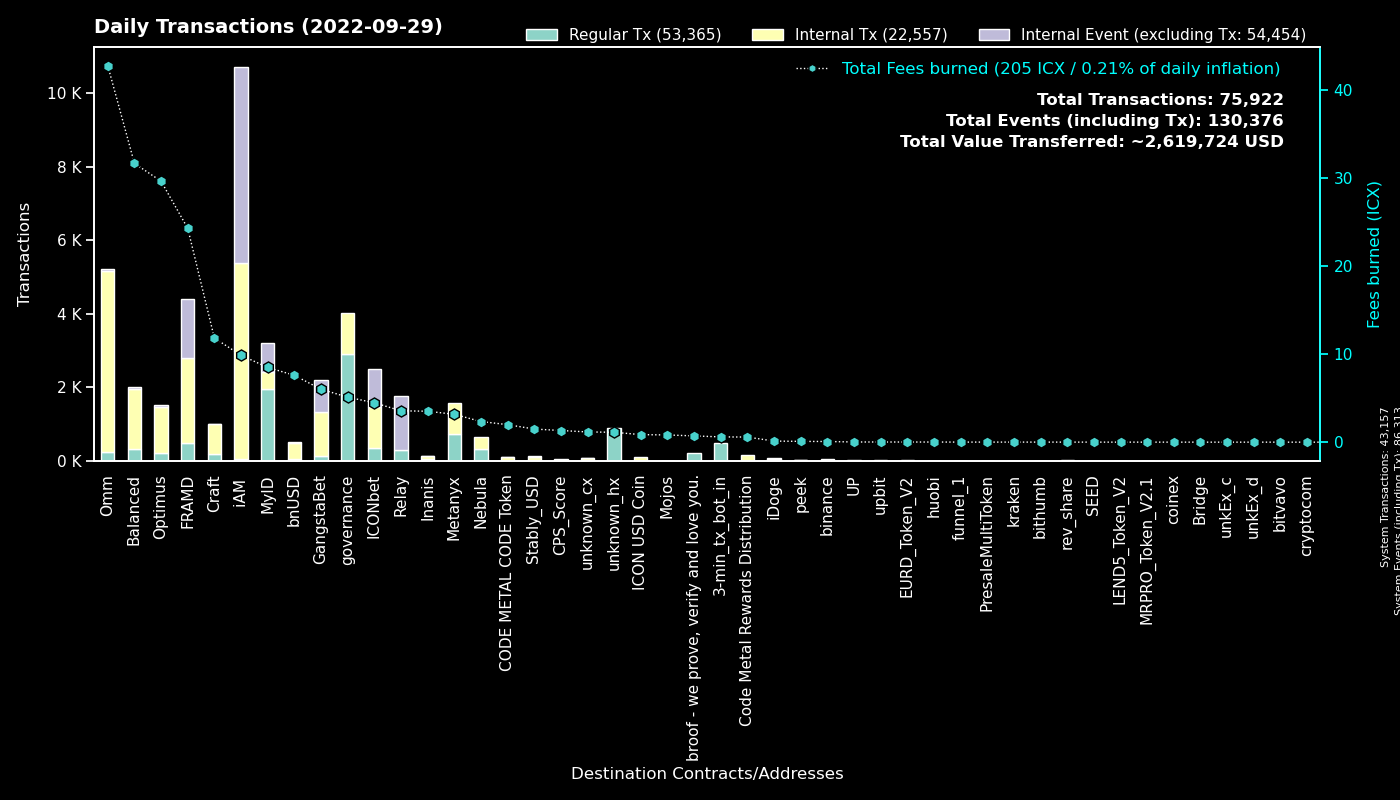 Daily Transactions (2022-09-29)
Regular Tx (53,365)
Internal Tx (22,557)
Internal Event (excluding Tx: 54,454)
Total Fees burned (205 ICX / 0.21% of daily inflation)
Total Transactions: 75,922
Total Events (including Tx): 130,376
Total Value Transferred: ~2,619,724 USD
Transactions
10 K
8 K
6 K
4 K
2 K
0 K
Fees burned (ICX)
40
30
20
10
0
System Transactions: 43,157
System Events (including Tx): 86,313
Omm
Balanced
Optimus
FRAMD
Craft
iAM
MyID
bnUSD
GangstaBet
governance
ICONbet
Relay
Inanis
Metanyx
Nebula
CODE METAL CODE Token
Stably_USD
CPS_Score
unknown_cx
unknown_hx
ICON USD Coin
Mojos
broof - we prove, verify and love you.
3-min_tx_bot_in
Code Metal Rewards Distribution
iDoge
peek
binance
UP
upbit
EURD_Token_V2
huobi
funnel_1
PresaleMultiToken
kraken
bithumb
rev_share
SEED
LEND5_Token_V2
MRPRO_Token_V2.1
coinex
Bridge
unkEx_c
unkEx_d
bitvavo
cryptocom
Destination Contracts/Addresses